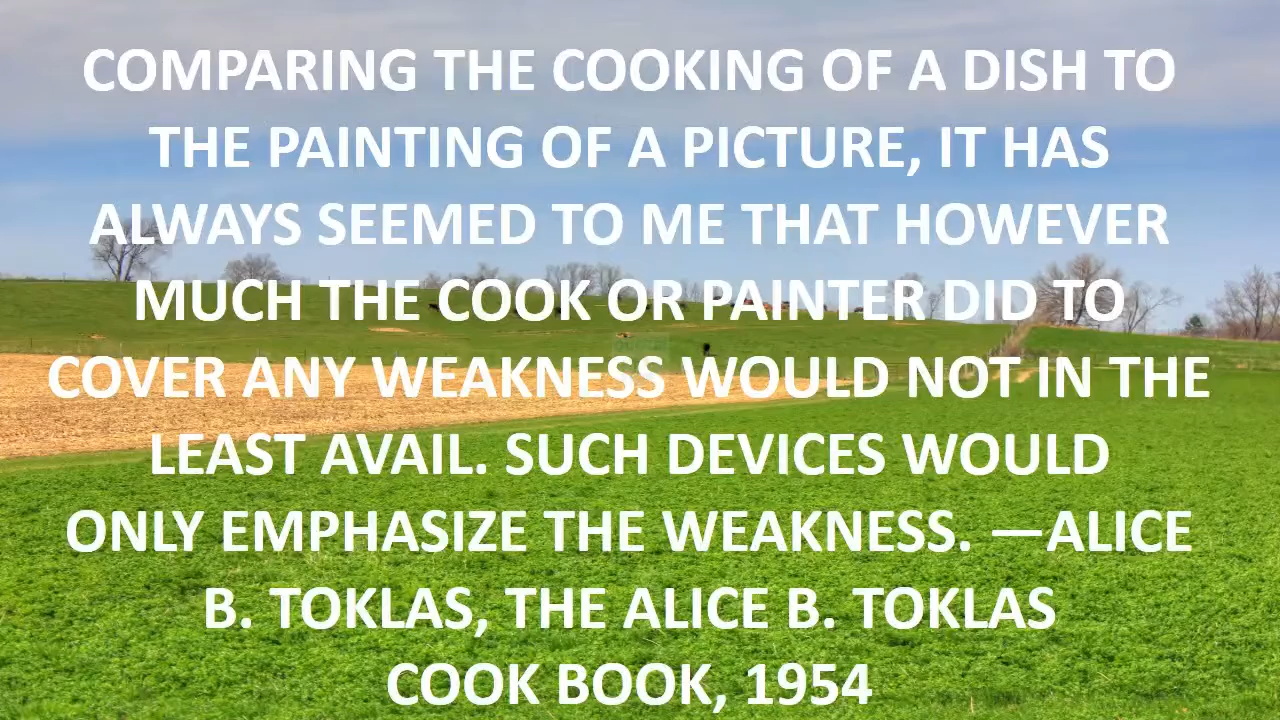 COMPARING THE COOKING OF A DISH TO
THE PAINTING OF A PICTURE, IT HAS
ALWAYS SEEMED TO ME THAT HOWEVER
MUCH THE COOK OR PAINTER DID TO
COVER ANY WEAKNESS WOULD NOT IN THE
LEAST AVAIL. SUCH DEVICES WOULD
ONLY EMPHASIZE THE WEAKNESS. —ALICE
B. TOKLAS, THE ALICE B. TOKLAS
COOK BOOK, 1954